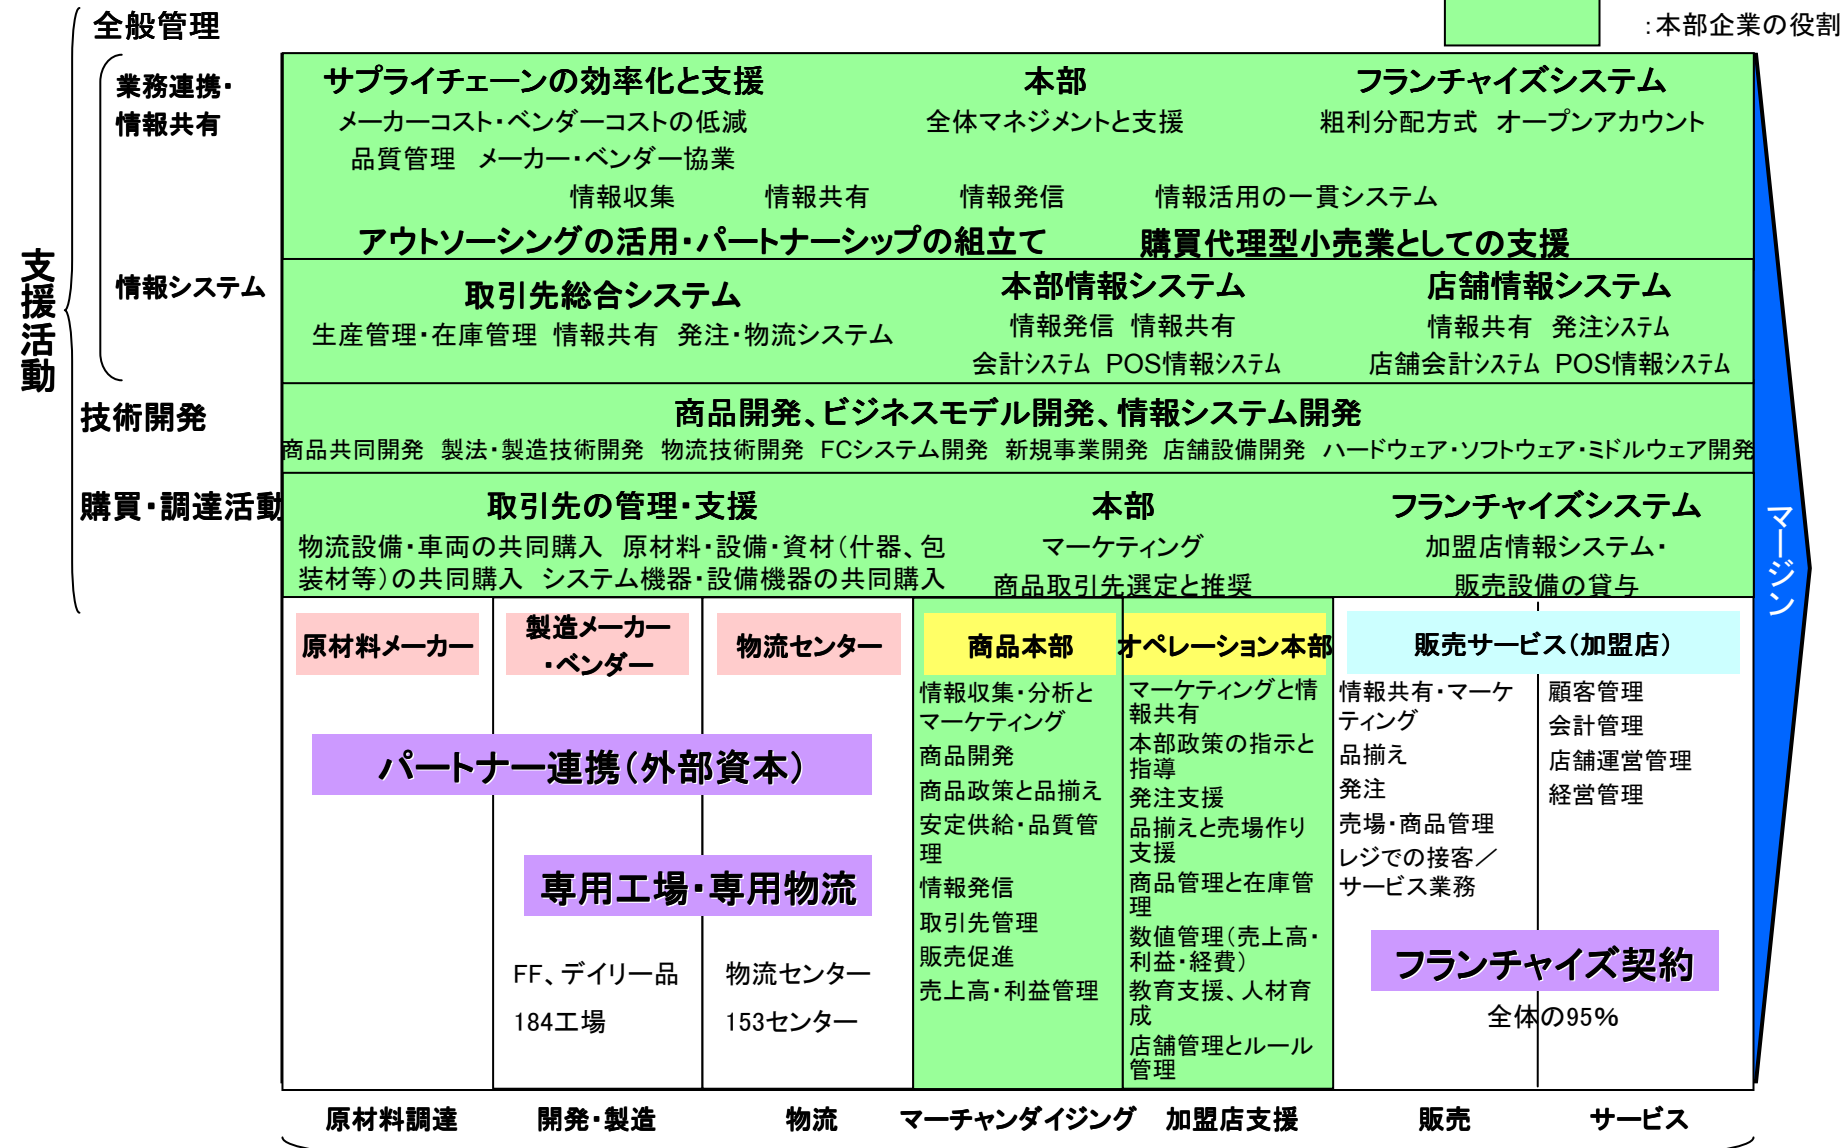 全般管理
:本部企業の役割
業務連携・
情報共有
サプライチェーンの効率化と支援
本部
フランチャイズシステム
メーカーコスト・ベンダーコストの低減
全体マネジメントと支援
粗利分配方式 オープンアカウント
品質管理 メーカー・ベンダー協業
情報収集 情報共有 情報発信 情報活用の一貫システム
アウトソーシングの活用・パートナーシップの組立て
購買代理型小売業としての支援
支援活動
情報システム
取引先総合システム
本部情報システム
店舗情報システム
生産管理・在庫管理 情報共有 発注・物流システム
情報発信 情報共有
情報共有 発注ｼｽﾃﾑ
会計ｼｽﾃﾑ POS情報ｼｽﾃﾑ
店舗会計ｼｽﾃﾑ POS情報ｼｽﾃﾑ
技術開発
商品開発、ビジネスモデル開発、情報システム開発
商品共同開発 製法・製造技術開発 物流技術開発 FCシステム開発 新規事業開発 店舗設備開発 ハードウェア・ソフトウェア・ミドルウェア開発
購買・調達活動
取引先の管理・支援
本部
フランチャイズシステム
物流設備・車両の共同購入 原材料・設備・資材(什器、包
装材等)の共同購入 システム機器・設備機器の共同購入
マーケティング
商品取引先選定と推奨
加盟店情報システム・
販売設備の貸与
マージン
原材料メーカー
製造メーカー
・ベンダー
物流センター
商品本部
オペレーション本部
販売サービス(加盟店)
パートナー連携(外部資本)
専用工場・専用物流
FF、デイリー品
184工場
物流センター
153センター
情報収集・分析と
マーケティング
商品開発
商品政策と品揃え
安定供給・品質管
理
情報発信
取引先管理
販売促進
売上高・利益管理
マーケティングと情
報共有
本部政策の指示と
指導
発注支援
品揃えと売場作り
支援
商品管理と在庫管
理
数値管理(売上高・
利益・経費)
教育支援、人材育
成
店舗管理とルール
管理
情報共有・マーケ
ティング
品揃え
発注
売場・商品管理
レジでの接客／
サービス業務
顧客管理
会計管理
店舗運営管理
経営管理
フランチャイズ契約
全体の95%
原材料調達
開発・製造
物流
マーチャンダイジング
加盟店支援
販売
サービス